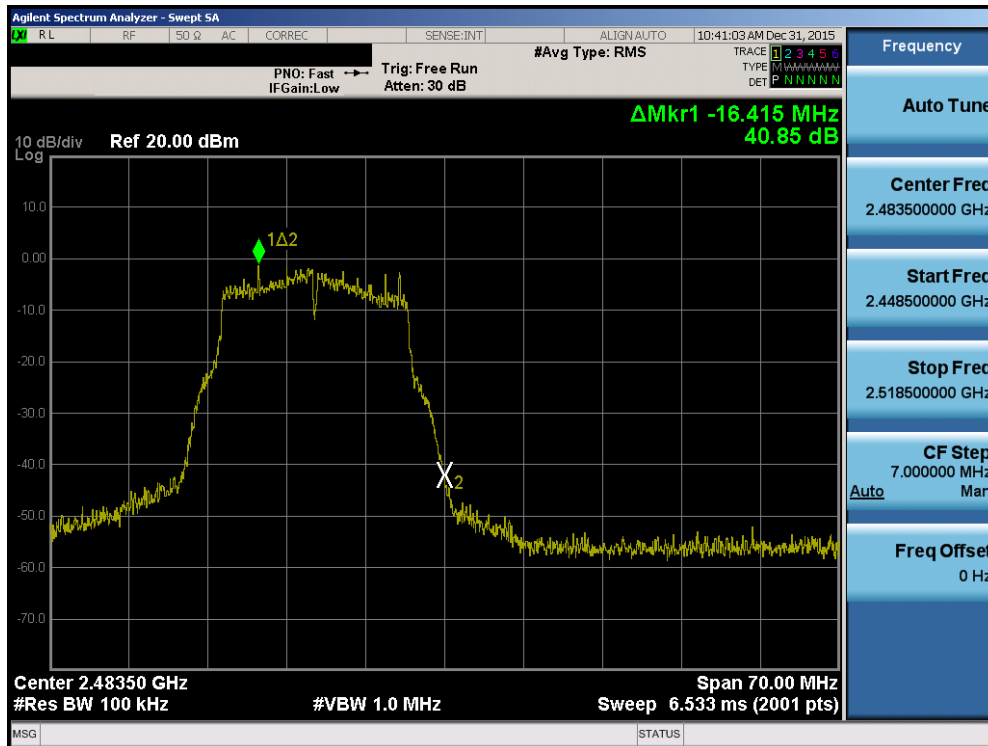 Agilent Spectrum Analyzer - Swept SA
LXI RL RF 50 Ω AC CORREC SENSE:INT ALIGN AUTO 10:41:03 AM Dec 31, 2015
PNO: Fast
IFGain:Low
Trig: Free Run
Atten: 30 dB
#Avg Type: RMS
TRACE 1 2 3 4 5 6
TYPE MWWWWW
DET P N N N N N
ΔMkr1 -16.415 MHz
40.85 dB
10 dB/div Ref 20.00 dBm
Log
10.0
0.00
-10.0
-20.0
-30.0
-40.0
-50.0
-60.0
-70.0
1Δ2
X2
Center 2.48350 GHz Span 70.00 MHz
#Res BW 100 kHz #VBW 1.0 MHz Sweep 6.533 ms (2001 pts)
MSG STATUS
Frequency
Auto Tune
Center Freq
2.483500000 GHz
Start Freq
2.448500000 GHz
Stop Freq
2.518500000 GHz
CF Step
7.000000 MHz
Auto Man
Freq Offset
0 Hz